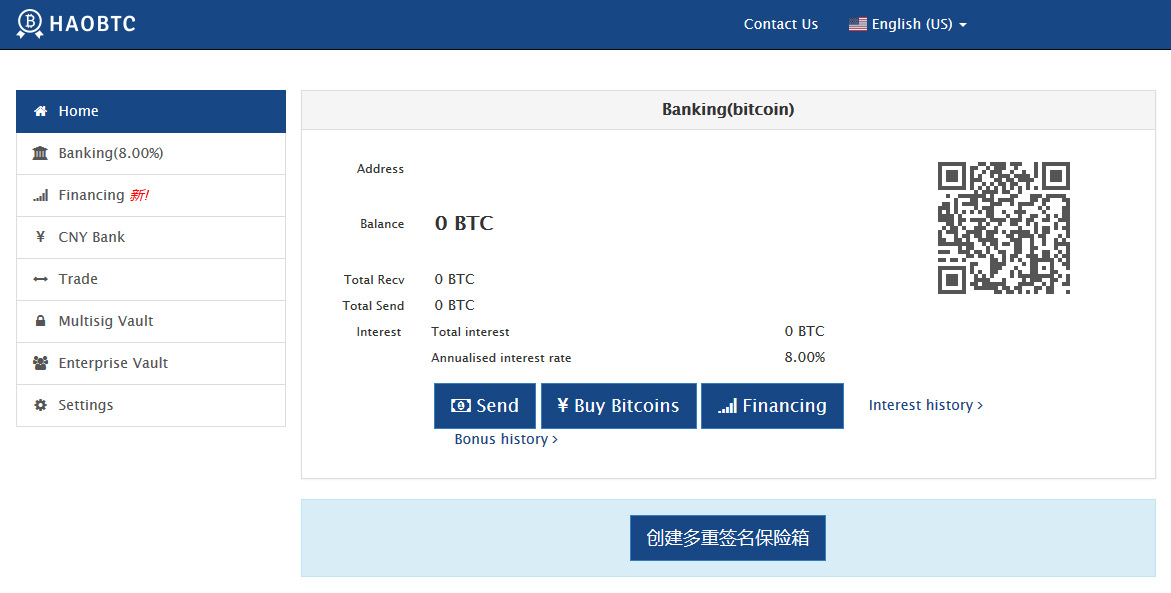 HAOBTC
Contact Us
English (US)
Home
Banking(8.00%)
Financing 新!
CNY Bank
Trade
Multisig Vault
Enterprise Vault
Settings
Banking(bitcoin)
Address
Balance 0 BTC
Total Recv 0 BTC
Total Send 0 BTC
Interest Total interest 0 BTC
Annualised interest rate 8.00%
Send
¥ Buy Bitcoins
Financing
Interest history ›
Bonus history ›
创建多重签名保险箱